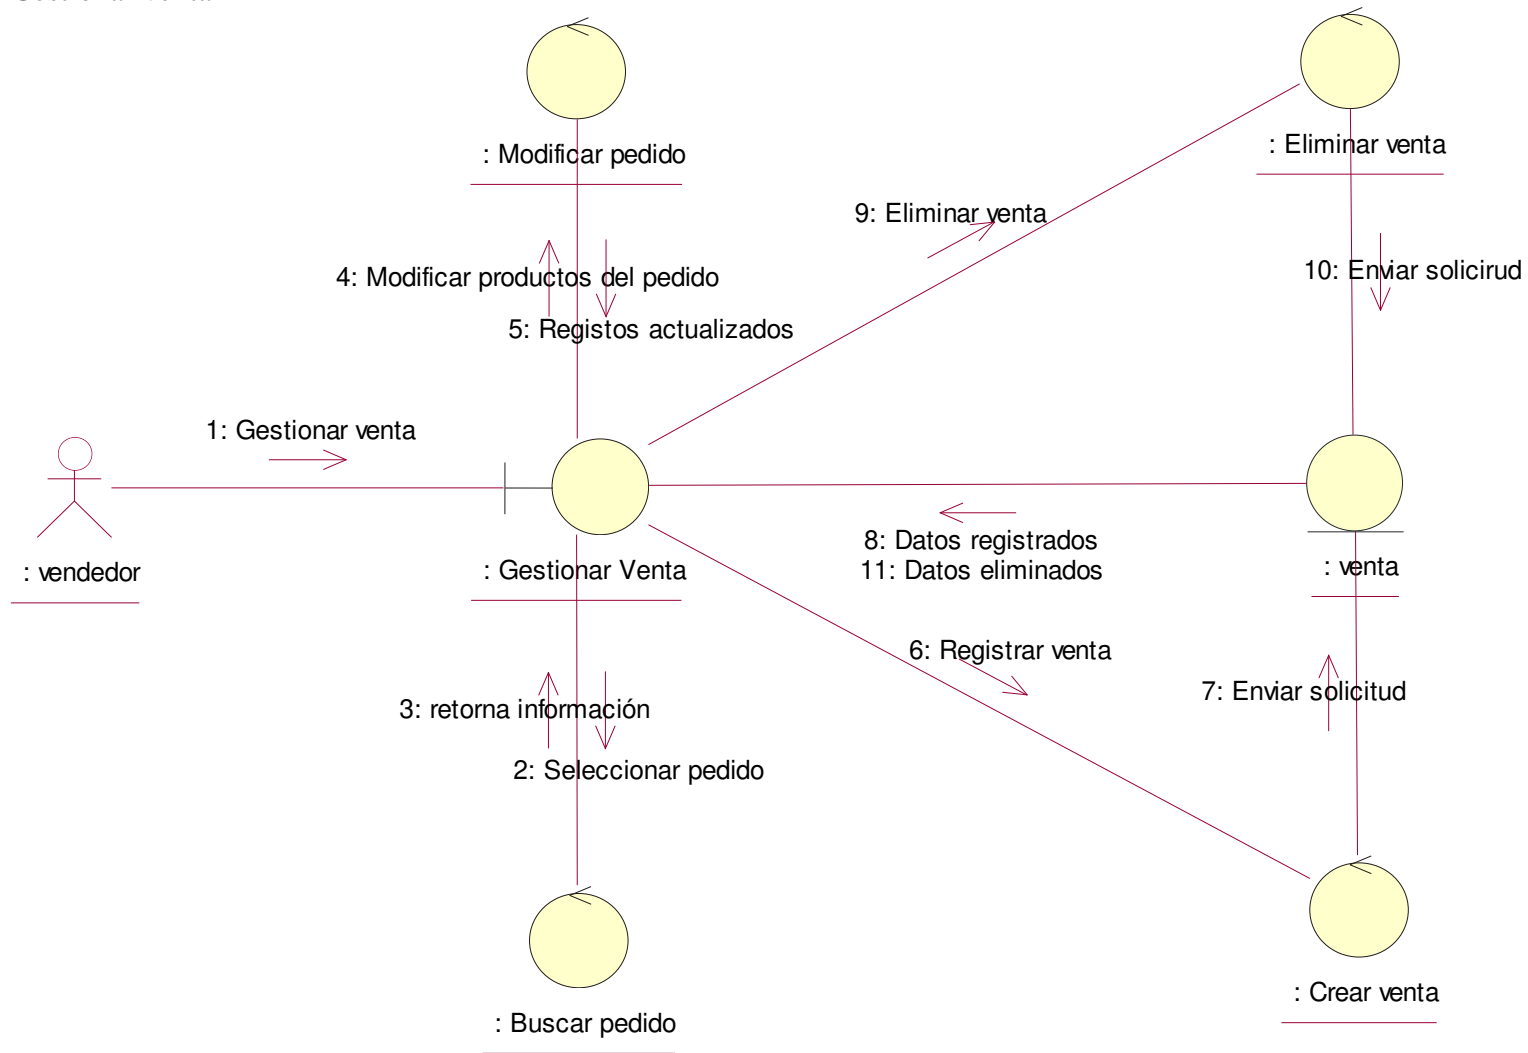 : Modificar pedido
: Eliminar venta
9: Eliminar venta
10: Enviar solicirud
4: Modificar productos del pedido
5: Registos actualizados
1: Gestionar venta
8: Datos registrados
11: Datos eliminados
: vendedor
: Gestionar Venta
: venta
6: Registrar venta
7: Enviar solicitud
3: retorna información
2: Seleccionar pedido
: Crear venta
: Buscar pedido